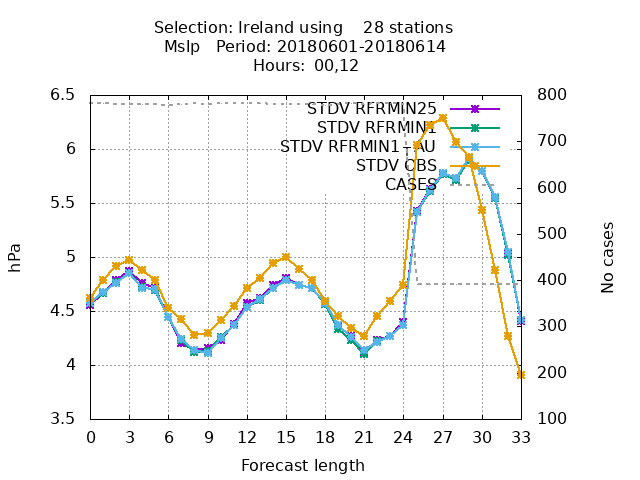 Selection: Ireland using    28 stations
Mslp   Period: 20180601-20180614
Hours:  00,12
6.5
6
5.5
5
4.5
4
3.5
hPa
800
700
600
500
400
300
200
100
No cases
STDV RFRMIN25
STDV RFRMIN1
STDV RFRMIN1-AU
STDV OBS
CASES
0 3 6 9 12 15 18 21 24 27 30 33
Forecast length